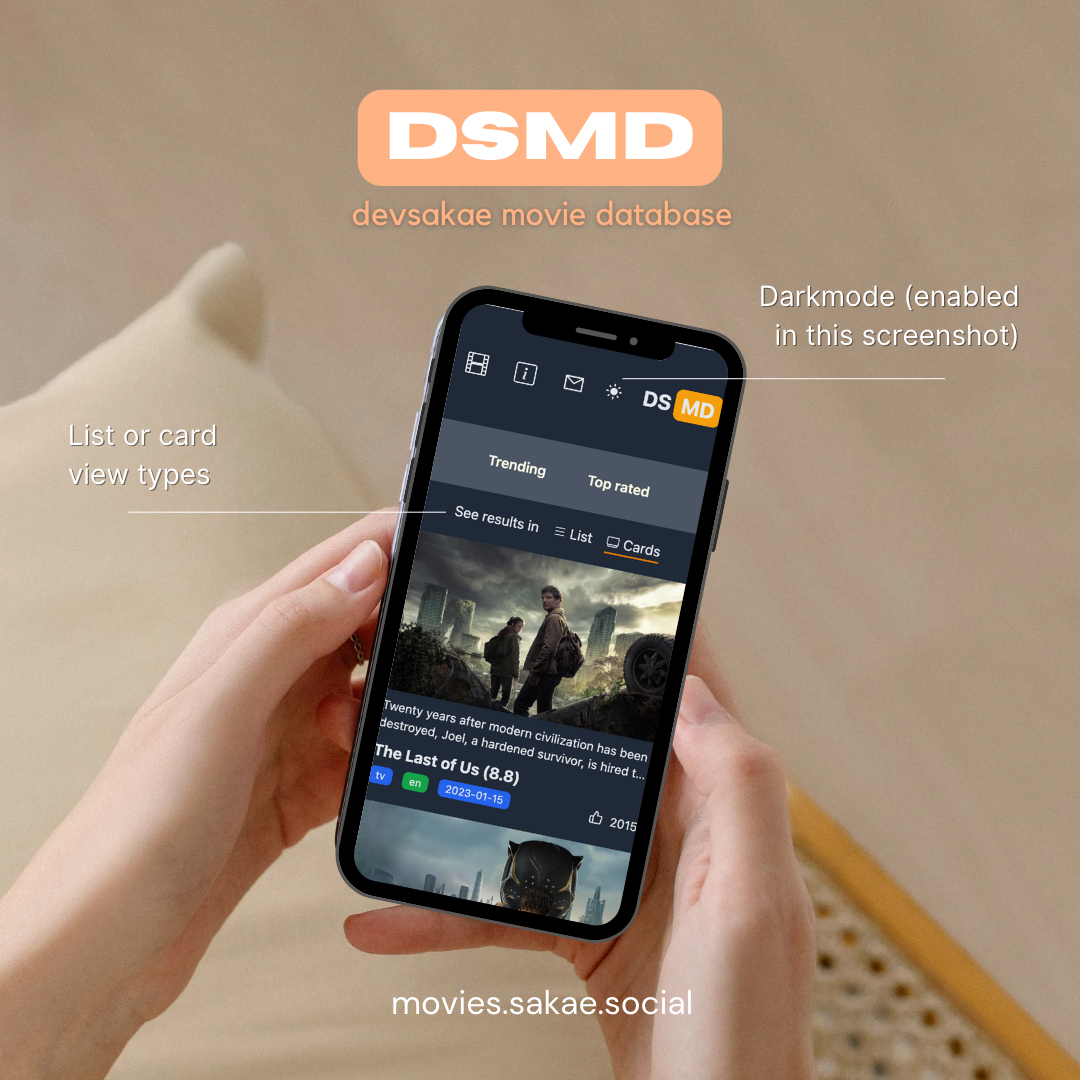 DSMD
devsakae movie database
Darkmode (enabled
in this screenshot)
DS MD
List or card
view types
Trending Top rated
See results in List Cards
Twenty years after modern civilization has been
destroyed, Joel, a hardened survivor, is hired t...
The Last of Us (8.8)
tv en 2023-01-15
2015
movies.sakae.social